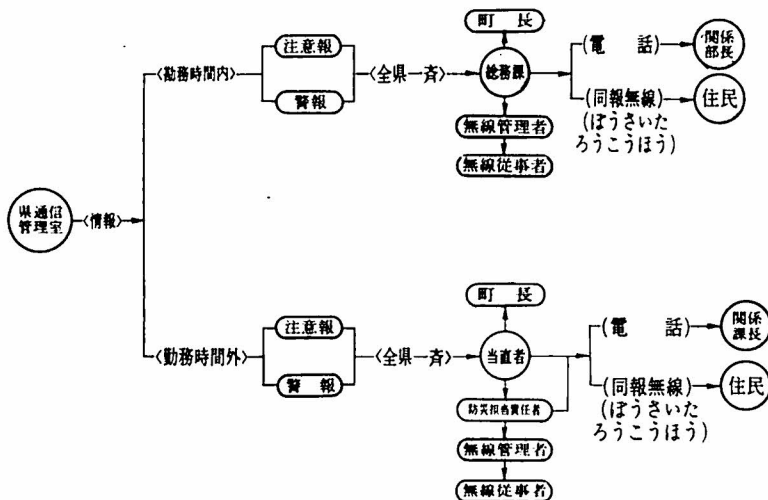 県通信
管理室
〈情報〉
〈勤務時間内〉
注意報
警報
〈全県一斉〉
町 長
総務課
無線管理者
無線従事者
(電 話)
関係
部長
(同報無線)
(ぼうさいた
ろうこうほう)
住民
〈勤務時間外〉
注意報
警 報
〈全県一斉〉
町 長
当直者
防災担当責任者
無線管理者
無線従事者
(電 話)
関係
課長
(同報無線)
(ぼうさいた
ろうこうほう)
住民